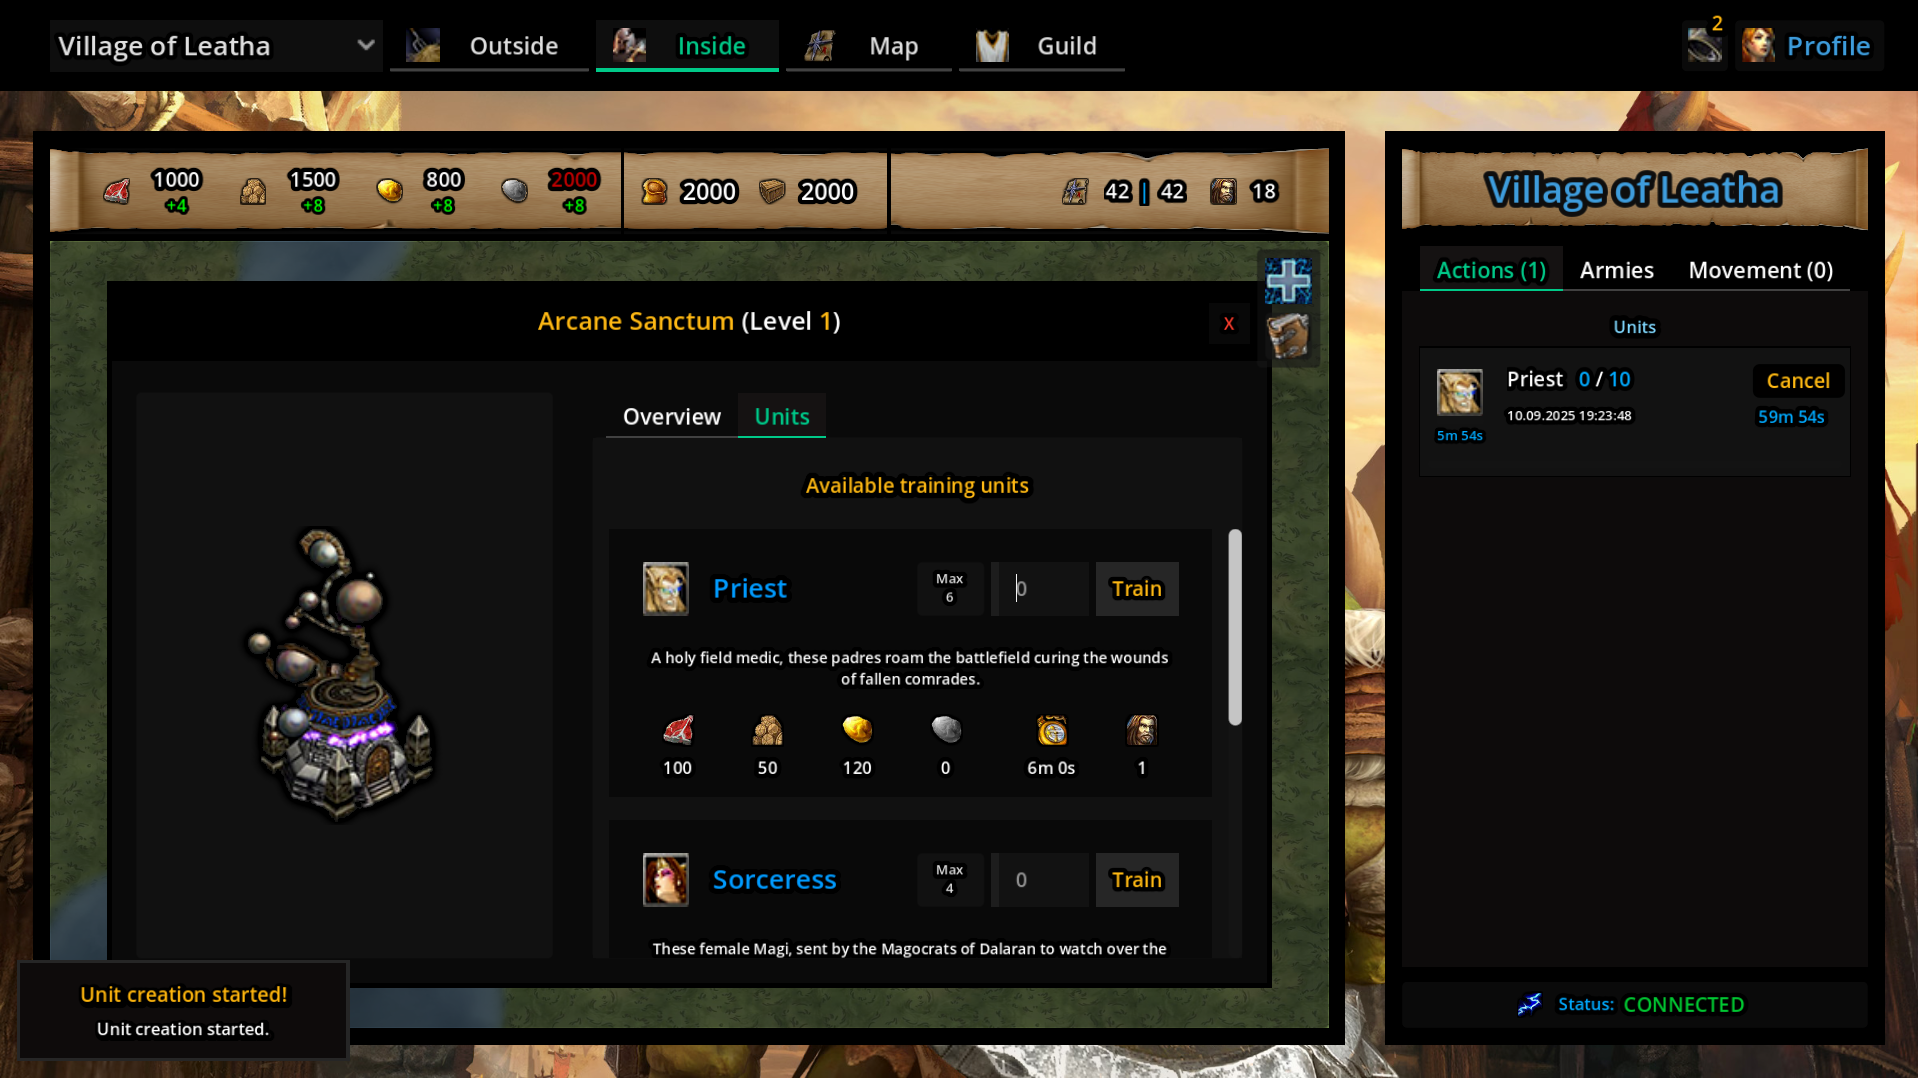 Village of Leatha
Outside
Inside
Map
Guild
2
Profile
1000
+4
1500
+8
800
+8
2000
+8
2000
2000
42 | 42
18
Arcane Sanctum (Level 1)
X
Overview
Units
Available training units
Priest
Max
6
0
Train
A holy field medic, these padres roam the battlefield curing the wounds
of fallen comrades.
100
50
120
0
6m 0s
1
Sorceress
Max
4
0
Train
These female Magi, sent by the Magocrats of Dalaran to watch over the
Unit creation started!
Unit creation started.
Village of Leatha
Actions (1)
Armies
Movement (0)
Units
Priest 0 / 10
Cancel
10.09.2025 19:23:48
59m 54s
5m 54s
Status: CONNECTED